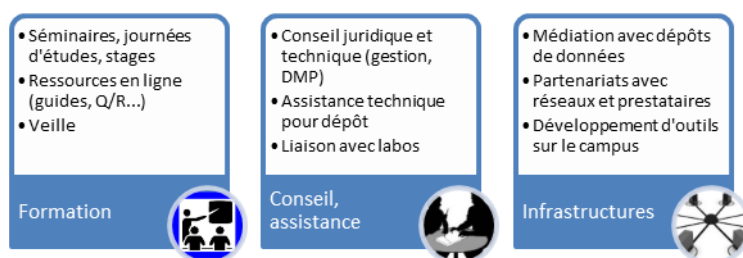 • Séminaires, journées
d'études, stages
• Ressources en ligne
(guides, Q/R...)
• Veille
Formation
• Conseil juridique et
technique (gestion,
DMP)
• Assistance technique
pour dépôt
• Liaison avec labos
Conseil,
assistance
• Médiation avec dépôts
de données
• Partenariats avec
réseaux et prestataires
• Développement d'outils
sur le campus
Infrastructures